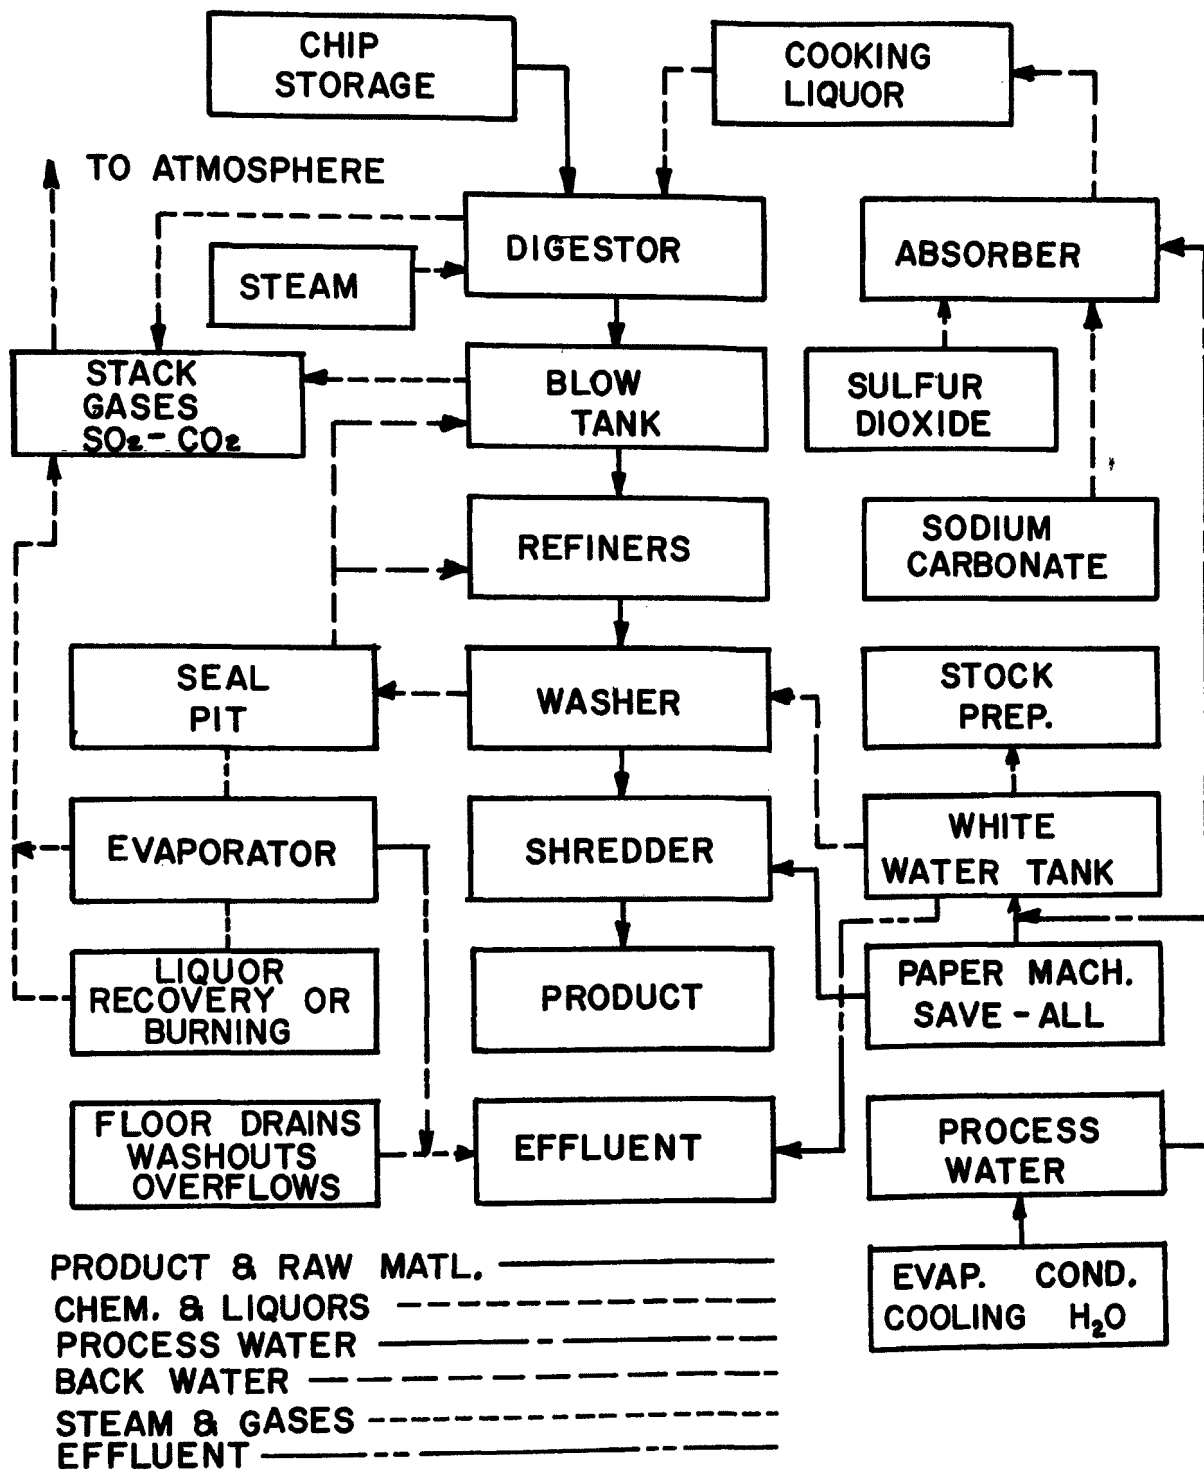 CHIP
STORAGE
COOKING
LIQUOR
TO ATMOSPHERE
DIGESTOR
ABSORBER
STEAM
STACK
GASES
SO₂-CO₂
BLOW
TANK
SULFUR
DIOXIDE
REFINERS
SODIUM
CARBONATE
SEAL
PIT
WASHER
STOCK
PREP.
EVAPORATOR
SHREDDER
WHITE
WATER TANK
LIQUOR
RECOVERY OR
BURNING
PRODUCT
PAPER MACH.
SAVE-ALL
FLOOR DRAINS
WASHOUTS
OVERFLOWS
EFFLUENT
PROCESS
WATER
EVAP. COND.
COOLING H₂O
PRODUCT & RAW MATL.
CHEM. & LIQUORS
PROCESS WATER
BACK WATER
STEAM & GASES
EFFLUENT